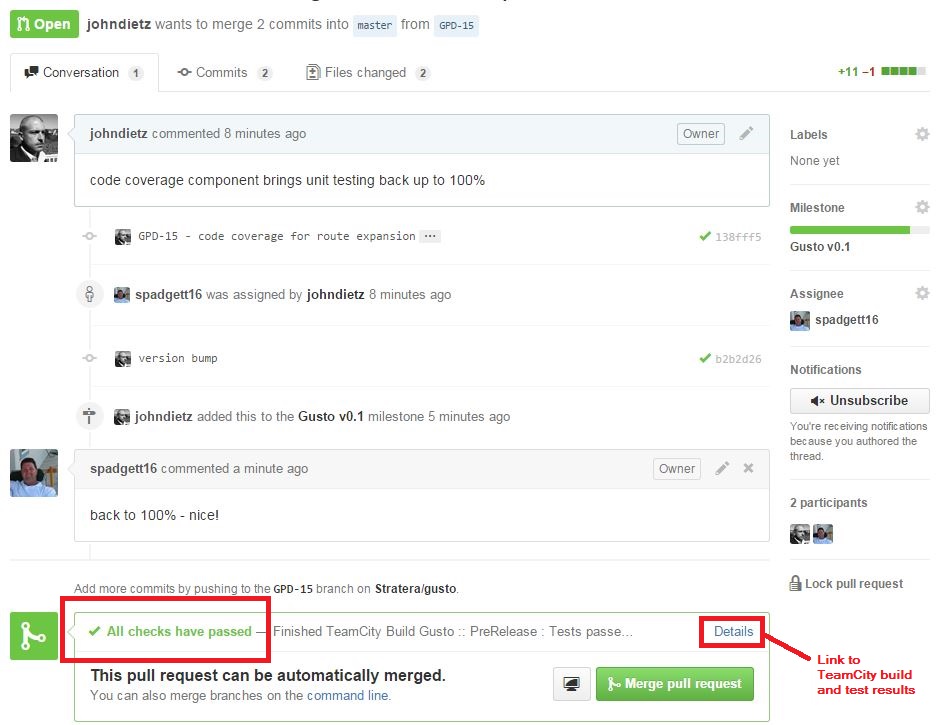 Open johndietz wants to merge 2 commits into master from GPD-15
Conversation 1 Commits 2 Files changed 2 +11 −1
johndietz commented 8 minutes ago Owner
code coverage component brings unit testing back up to 100%
GPD-15 - code coverage for route expansion ... 138fff5
spadgett16 was assigned by johndietz 8 minutes ago
version bump b2b2d26
johndietz added this to the Gusto v0.1 milestone 5 minutes ago
spadgett16 commented a minute ago Owner
back to 100% - nice!
Add more commits by pushing to the GPD-15 branch on Stratera/gusto.
All checks have passed — Finished TeamCity Build Gusto :: PreRelease : Tests passe... Details
This pull request can be automatically merged.
You can also merge branches on the command line.
Merge pull request
Labels
None yet
Milestone
Gusto v0.1
Assignee
spadgett16
Notifications
Unsubscribe
You're receiving notifications
because you authored the
thread.
2 participants
Lock pull request
Link to
TeamCity build
and test results